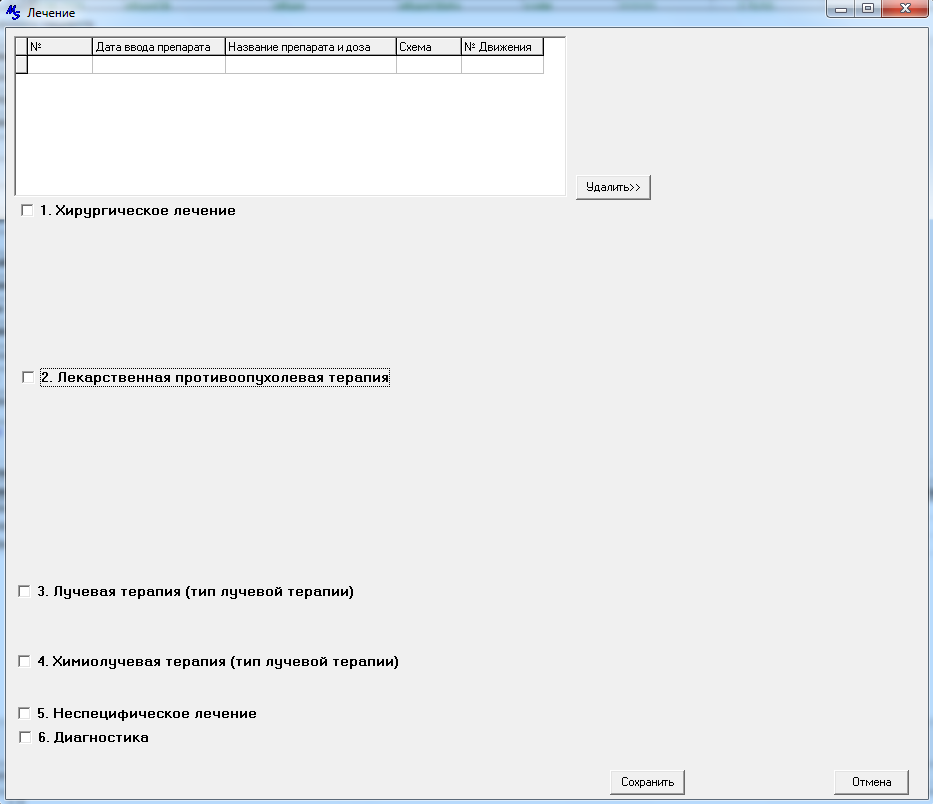 Лечение
№ Дата ввода препарата Название препарата и доза Схема № Движения
Удалить>>
1. Хирургическое лечение
2. Лекарственная противоопухолевая терапия
3. Лучевая терапия (тип лучевой терапии)
4. Химиолучевая терапия (тип лучевой терапии)
5. Неспецифическое лечение
6. Диагностика
Сохранить Отмена